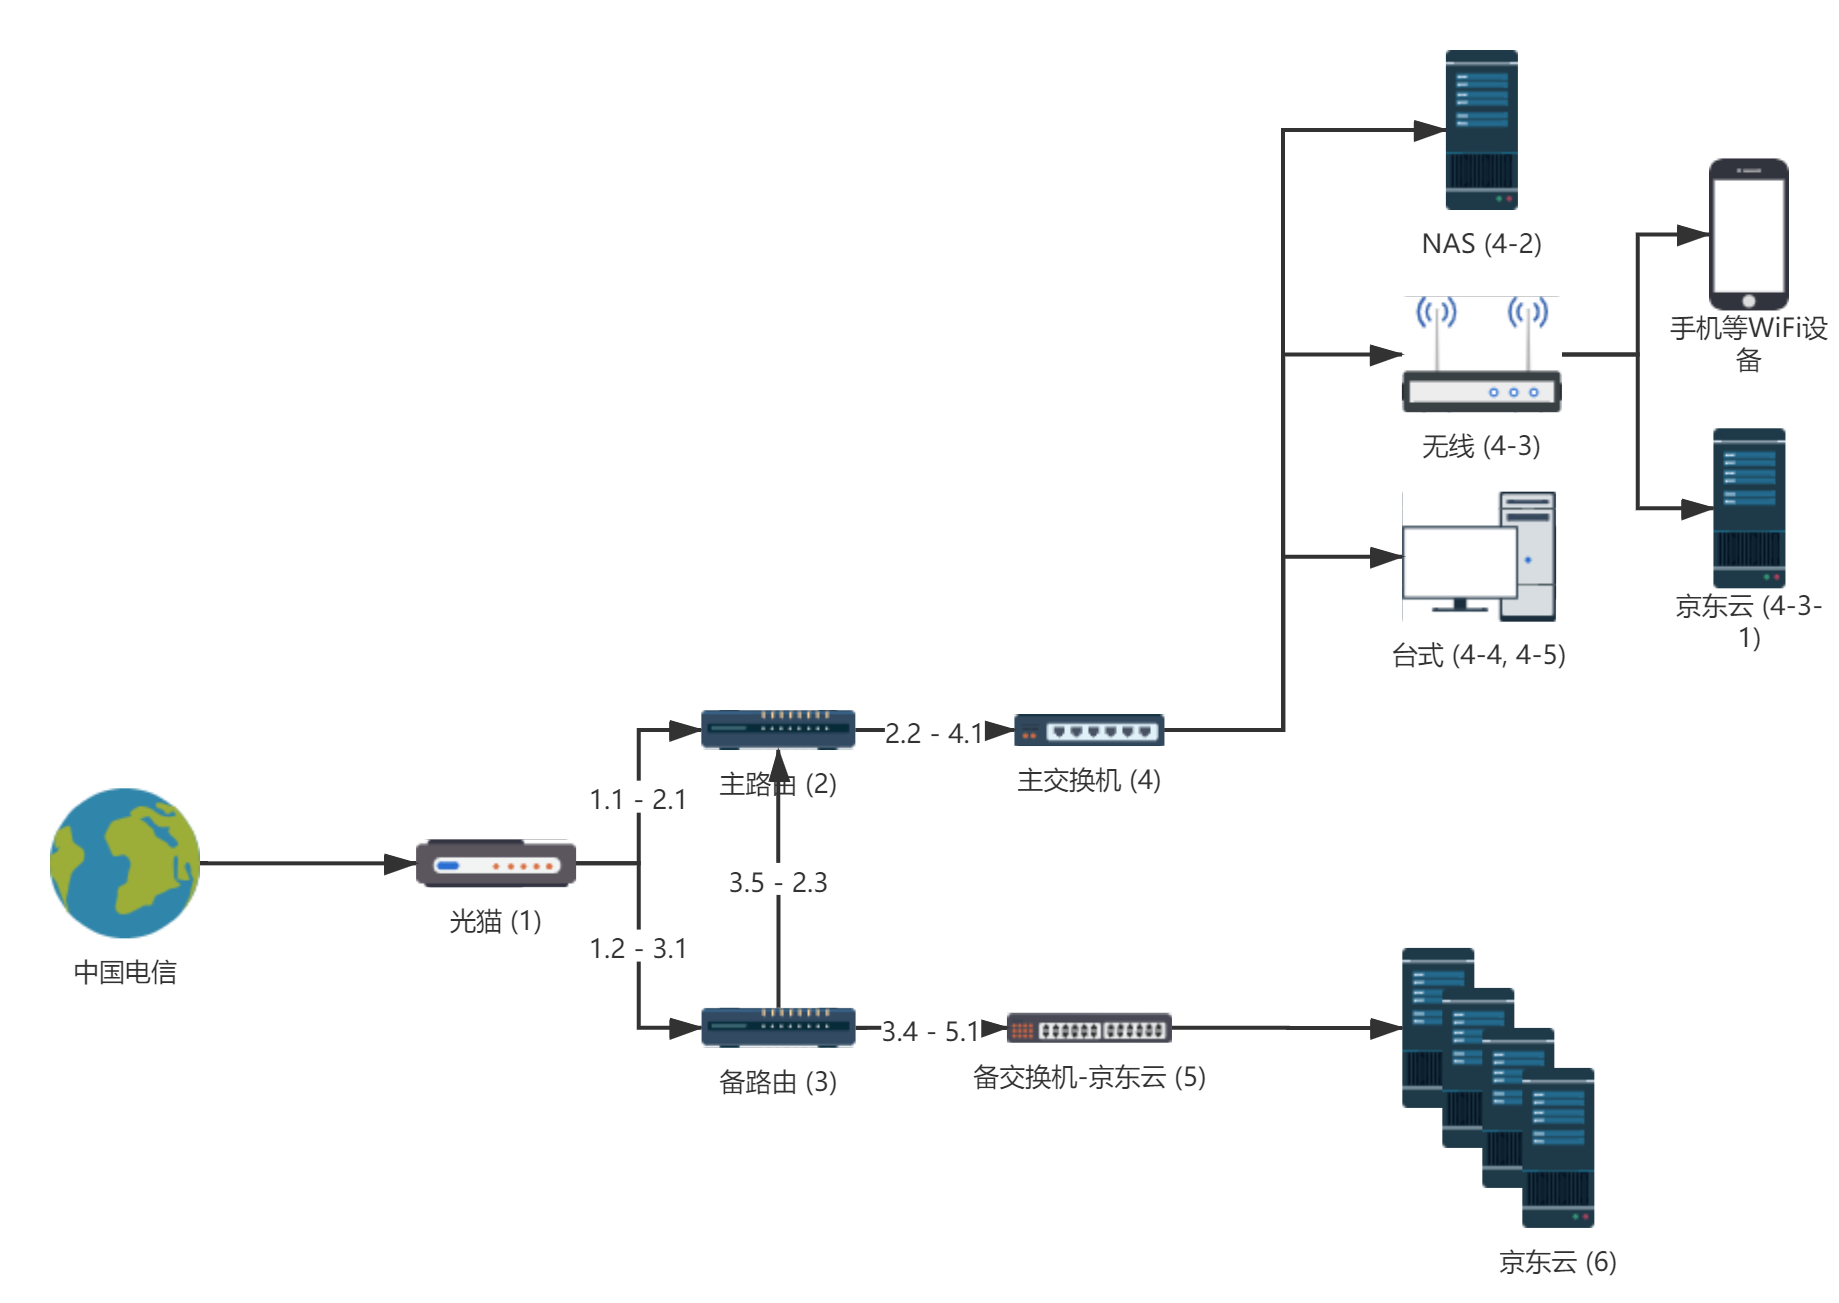 NAS (4-2)
手机等WiFi设
备
无线 (4-3)
京东云 (4-3-
1)
台式 (4-4, 4-5)
2.2 - 4.1
主路由 (2)
主交换机 (4)
1.1 - 2.1
3.5 - 2.3
光猫 (1)
1.2 - 3.1
中国电信
3.4 - 5.1
备路由 (3)
备交换机-京东云 (5)
京东云 (6)